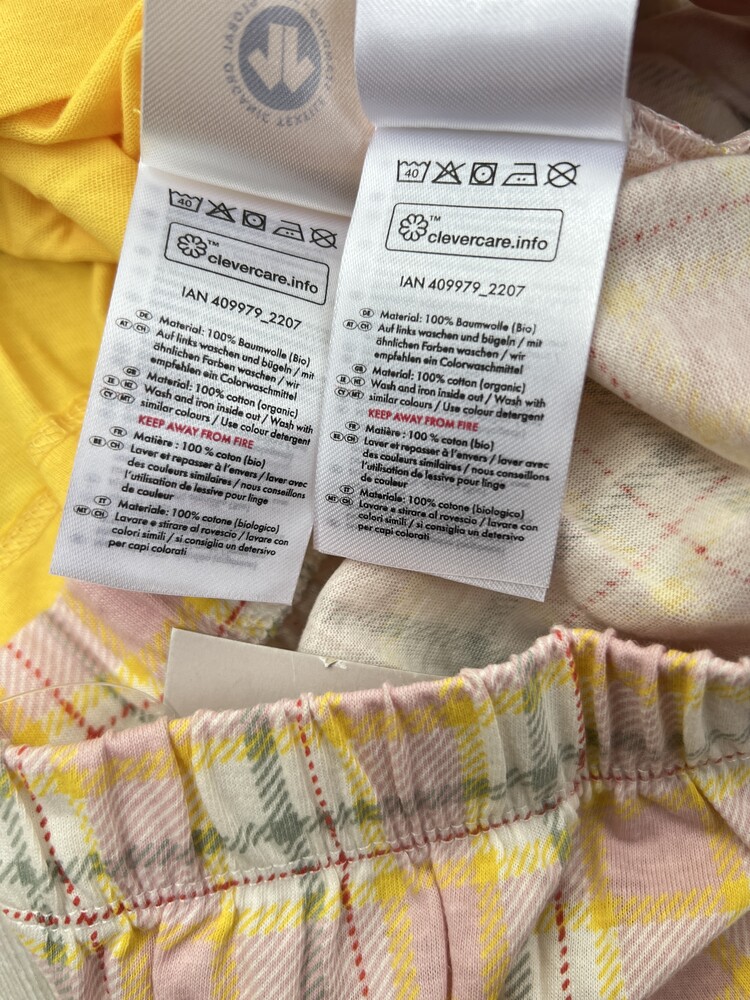 ORGANIC TEXTILE
40
™
clevercare.info
IAN 409979_2207
DE Material: 100% Baumwolle (Bio)
AT CH Auf links waschen und bügeln / mit
ähnlichen Farben waschen / wir
empfehlen ein Colorwaschmittel
GB Material: 100% cotton (organic)
IE NI Wash and iron inside out / Wash with
CY MT similar colours / Use colour detergent
KEEP AWAY FROM FIRE
FR Matière : 100 % coton (bio)
BE CH Laver et repasser à l'envers / laver avec
des couleurs similaires / nous conseillons
l'utilisation de lessive pour linge
de couleur
IT Materiale: 100% cotone (biologico)
MT CH Lavare e stirare al rovescio / lavare con
colori simili / si consiglia un detersivo
per capi colorati
40
™
clevercare.info
IAN 409979_2207
DE Material: 100% Baumwolle (Bio)
AT CH Auf links waschen und bügeln / mit
ähnlichen Farben waschen / wir
empfehlen ein Colorwaschmittel
GB Material: 100% cotton (organic)
IE NI Wash and iron inside out / Wash with
CY MT similar colours / Use colour detergent
KEEP AWAY FROM FIRE
FR Matière : 100 % coton (bio)
BE CH Laver et repasser à l'envers / laver avec
des couleurs similaires / nous conseillons
l'utilisation de lessive pour linge
de couleur
IT Materiale: 100% cotone (biologico)
MT CH Lavare e stirare al rovescio / lavare con
colori simili / si consiglia un detersivo
per capi colorati